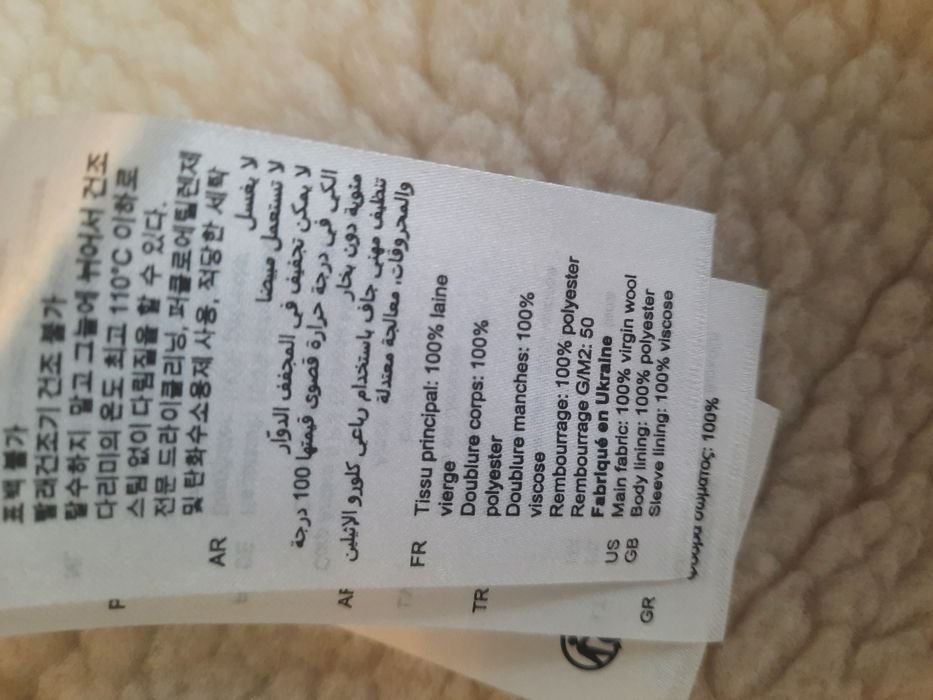 표백 불가
텀블건조기 건조 불가
탈수하지 말고 그늘에 뉘어서 건조
다리미의 온도 최고 110°C 이하로
스팀 없이 다림질을 할 수 있다.
전문 드라이클리닝, 퍼클로에틸렌제
및 탄화수소용제 사용, 적당한 세탁
AR
لا يغسل
لا تستعمل مبيضا
لا يمكن تجفيف في المجفف الدوّار
الكي في درجة حرارة قصوى قيمتها 100 درجة
مئوية دون بخار
تنظيف مهني جاف باستخدام رباعي كلورو الإثيلين
والمحروقات، معالجة معتدلة
FR
Tissu principal: 100% laine
vierge
Doublure corps: 100%
polyester
Doublure manches: 100%
viscose
Rembourrage: 100% polyester
Rembourrage G/M2: 50
Fabriqué en Ukraine
US Main fabric: 100% virgin wool
GB Body lining: 100% polyester
Sleeve lining: 100% viscose
TR
GR
σώματος: 100%